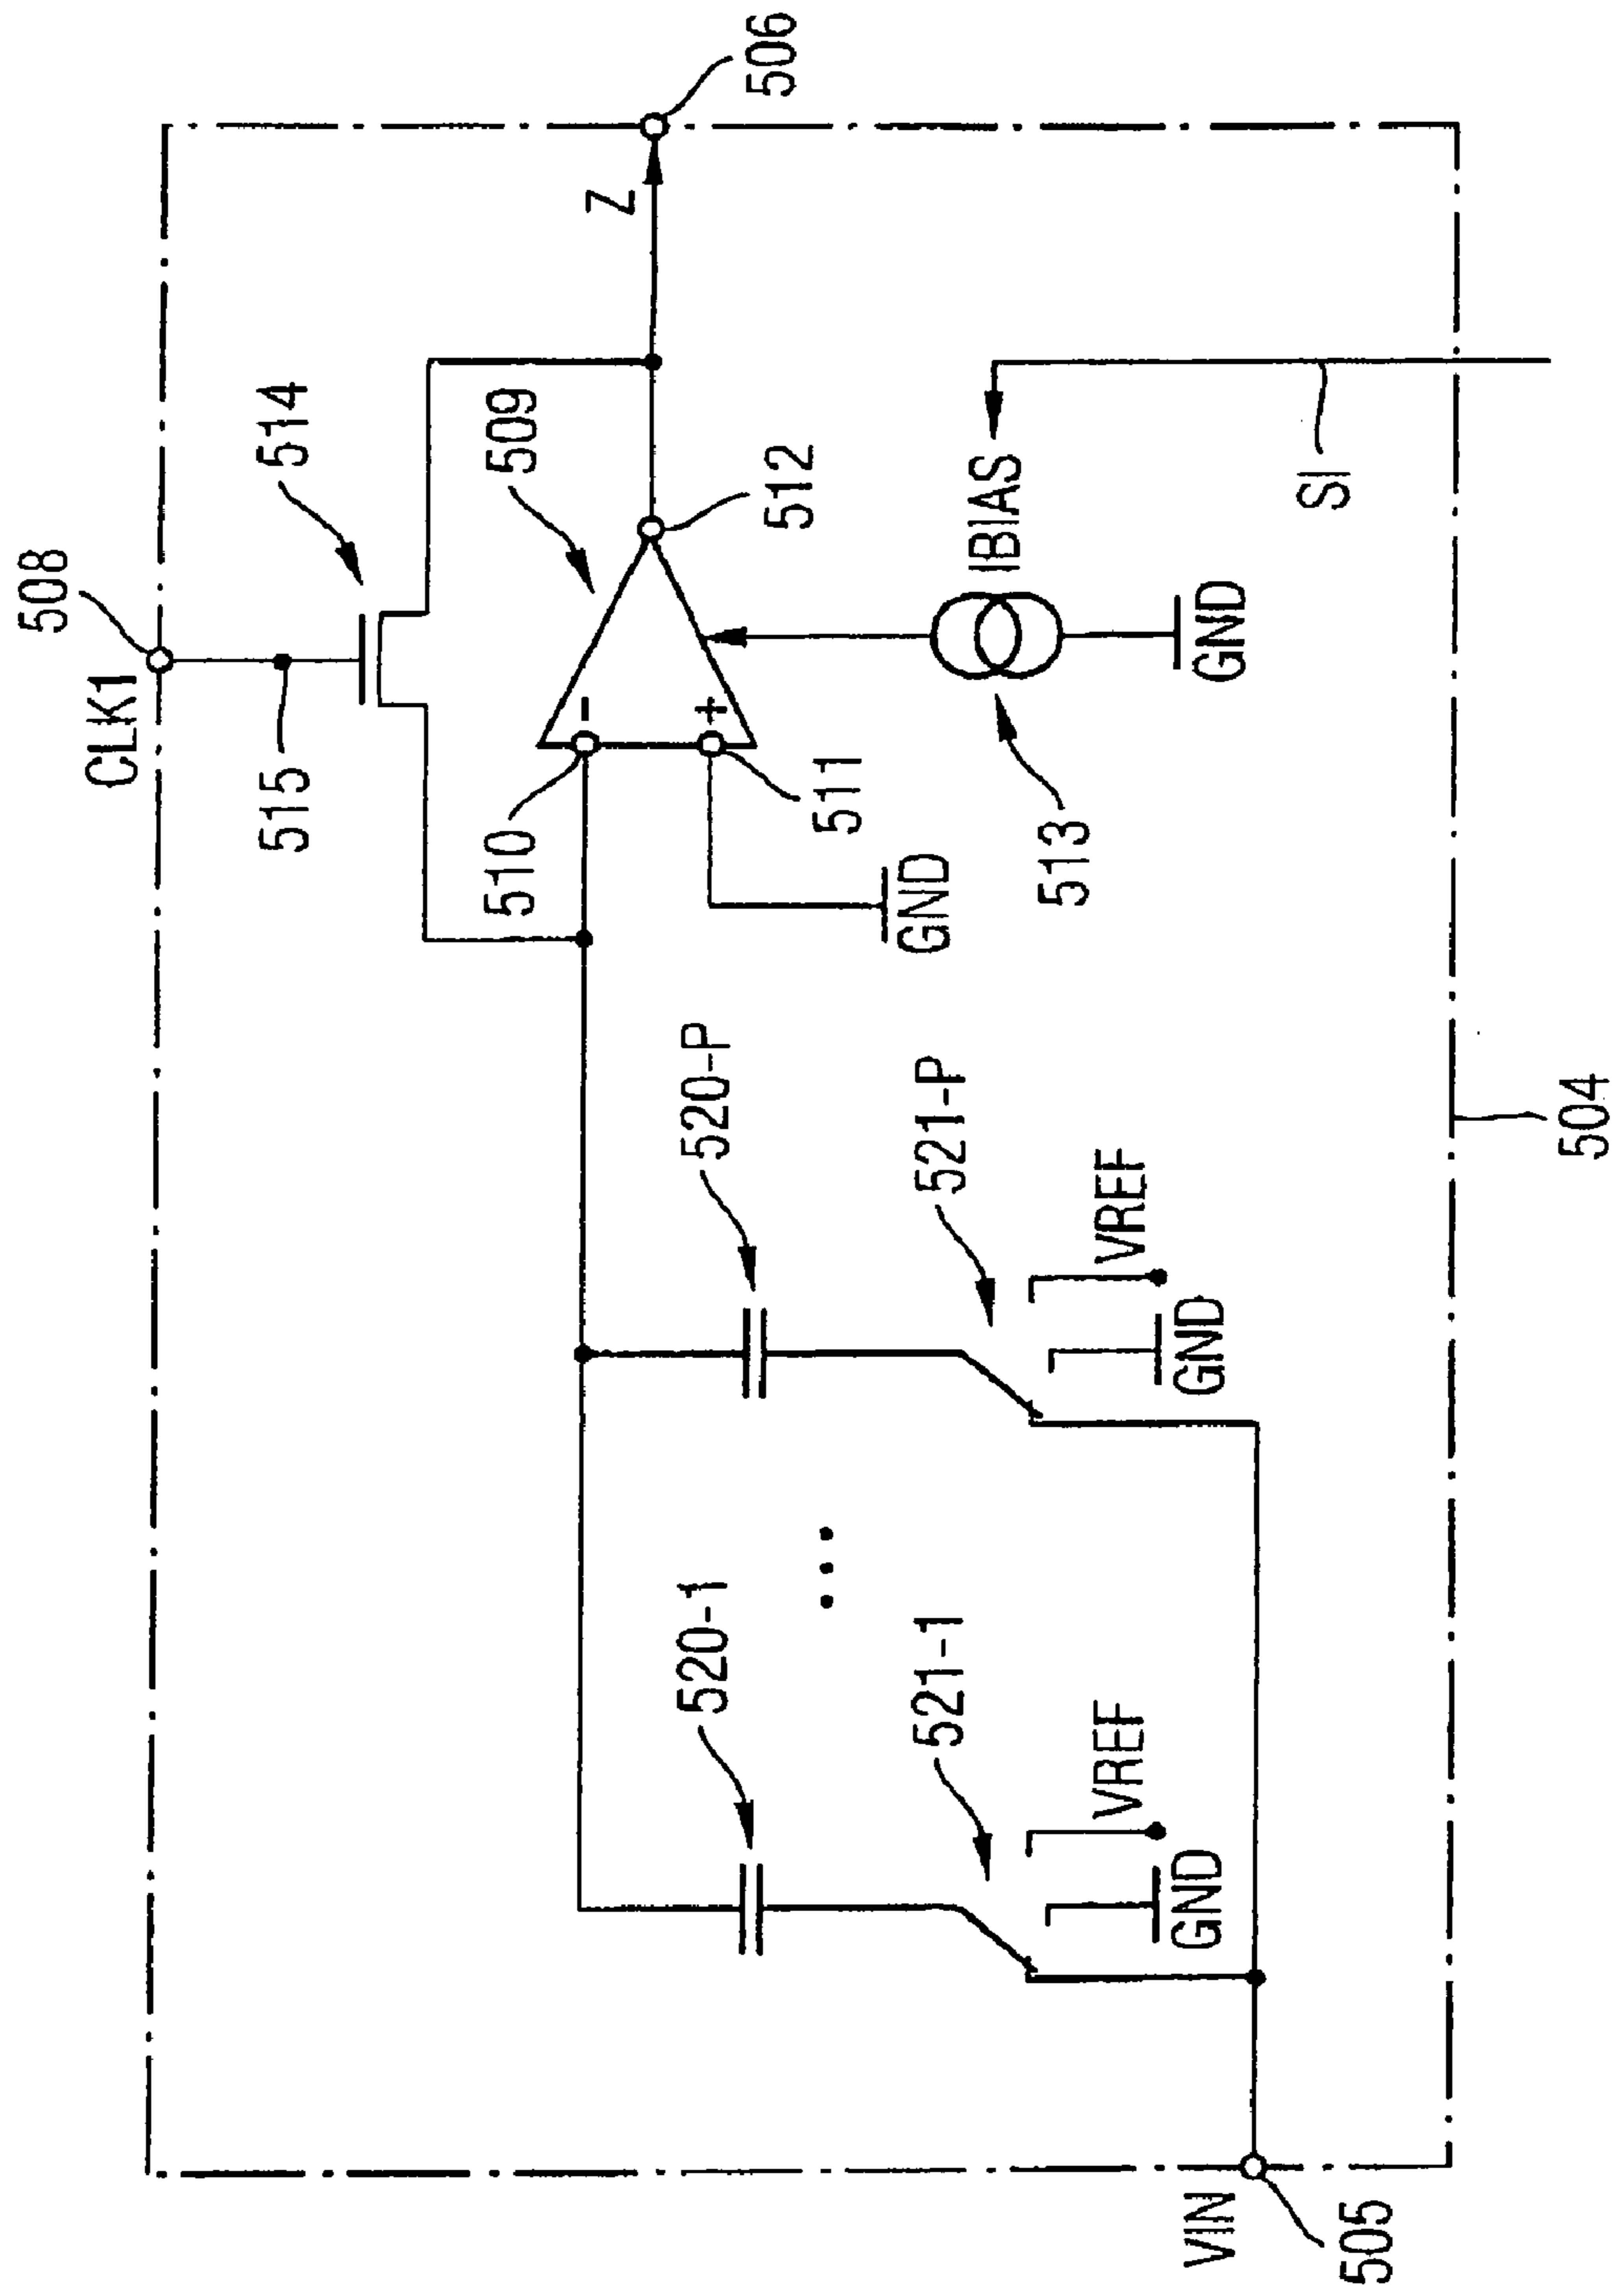 CLK1
508
515
514
506
Z
509
510
511
512
GND
IBIAS
513
GND
SI
520-1
520-P
521-1
521-P
VREF
GND
VREF
GND
VIN
505
504